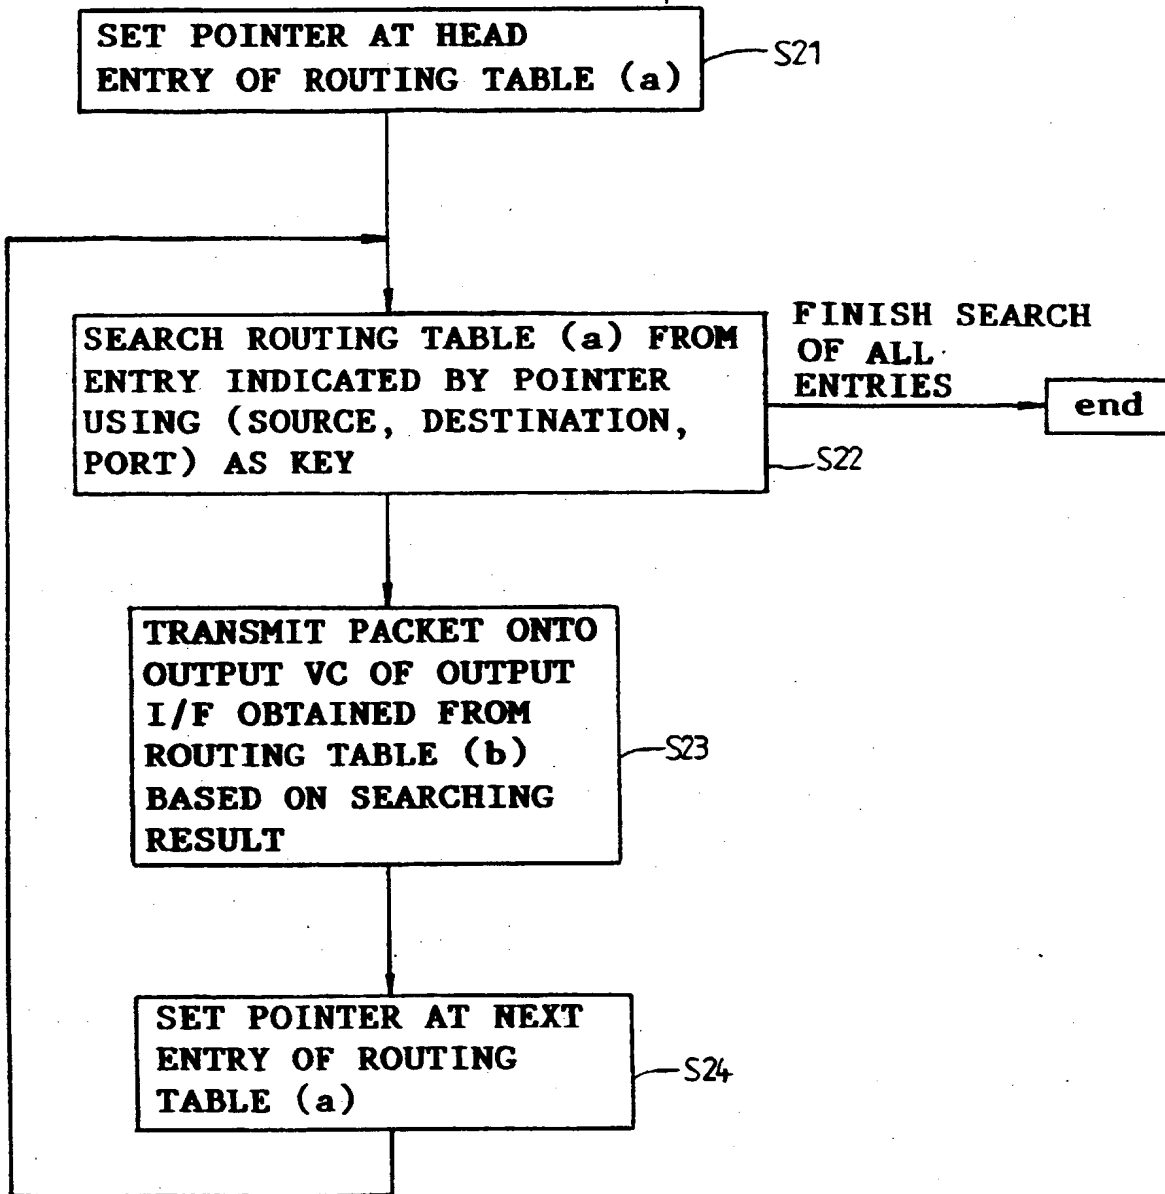 SET POINTER AT HEAD
ENTRY OF ROUTING TABLE (a)
S21
SEARCH ROUTING TABLE (a) FROM
ENTRY INDICATED BY POINTER
USING (SOURCE, DESTINATION,
PORT) AS KEY
S22
FINISH SEARCH
OF ALL
ENTRIES
end
TRANSMIT PACKET ONTO
OUTPUT VC OF OUTPUT
I/F OBTAINED FROM
ROUTING TABLE (b)
BASED ON SEARCHING
RESULT
S23
SET POINTER AT NEXT
ENTRY OF ROUTING
TABLE (a)
S24